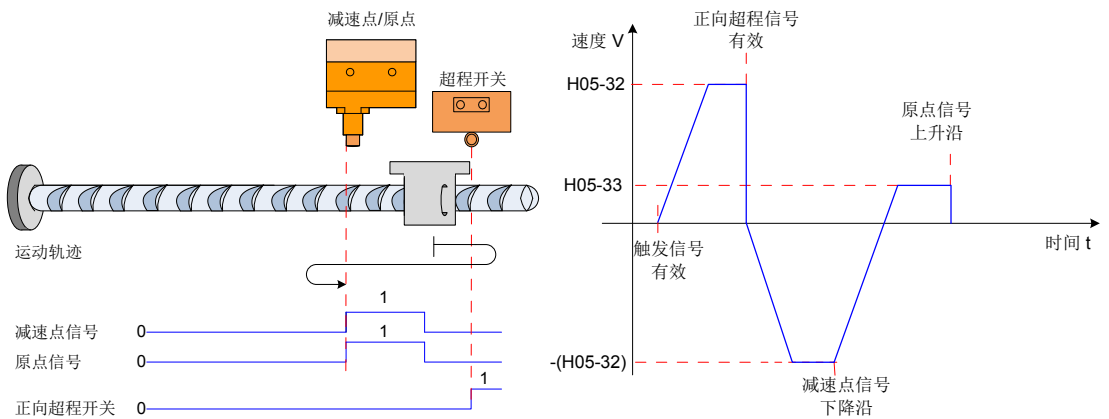 减速点/原点
超程开关
运动轨迹
减速点信号
0
1
原点信号
0
1
正向超程开关
0
1
速度 V
正向超程信号
有效
H05-32
原点信号
上升沿
H05-33
触发信号
有效
时间 t
-(H05-32)
减速点信号
下降沿